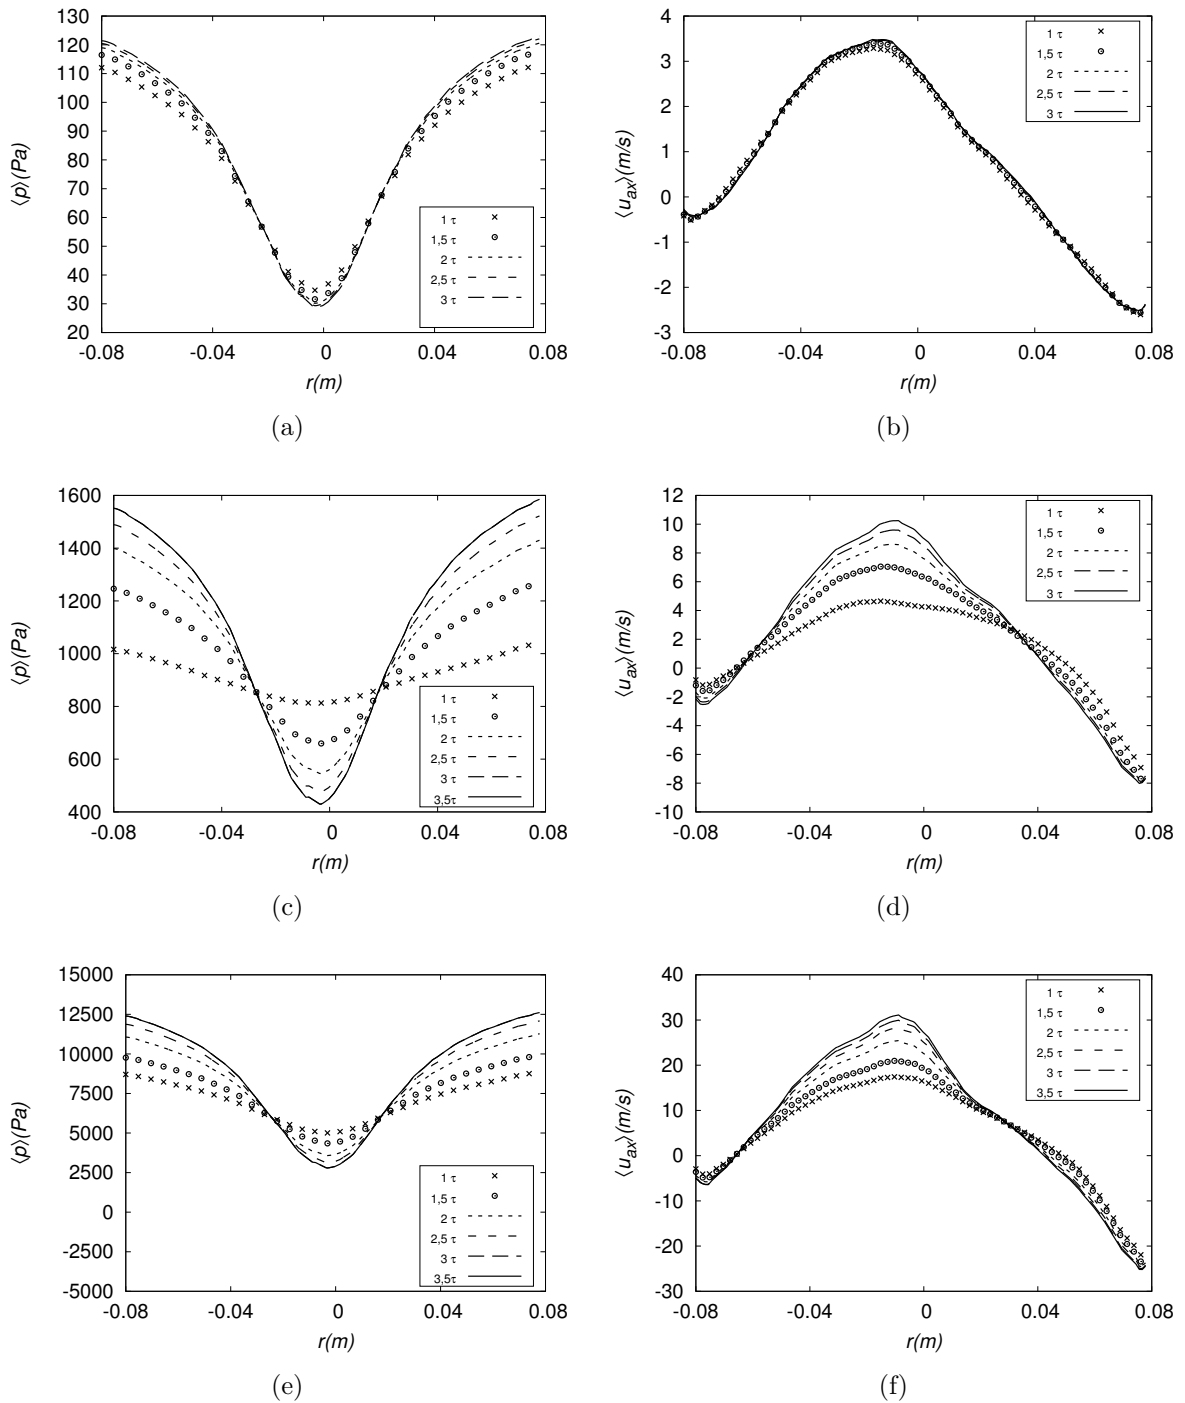 130
120
110
100
90
80
70
60
50
40
30
20
⟨p⟩(Pa)
1 τ
1,5 τ
2 τ
2,5 τ
3 τ
-0.08
-0.04
0
0.04
0.08
r(m)
(a)
4
3
2
1
0
-1
-2
-3
⟨u_ax⟩(m/s)
1 τ
1,5 τ
2 τ
2,5 τ
3 τ
-0.08
-0.04
0
0.04
0.08
r(m)
(b)
1600
1400
1200
1000
800
600
400
⟨p⟩(Pa)
1 τ
1,5 τ
2 τ
2,5 τ
3 τ
3,5τ
-0.08
-0.04
0
0.04
0.08
r(m)
(c)
12
10
8
6
4
2
0
-2
-4
-6
-8
-10
⟨u_ax⟩(m/s)
1 τ
1,5 τ
2 τ
2,5 τ
3 τ
-0.08
-0.04
0
0.04
0.08
r(m)
(d)
15000
12500
10000
7500
5000
2500
0
-2500
-5000
⟨p⟩(Pa)
1 τ
1,5 τ
2 τ
2,5 τ
3 τ
3,5τ
-0.08
-0.04
0
0.04
0.08
r(m)
(e)
40
30
20
10
0
-10
-20
-30
⟨u_ax⟩(m/s)
1 τ
1,5 τ
2 τ
2,5 τ
3 τ
3,5τ
-0.08
-0.04
0
0.04
0.08
r(m)
(f)